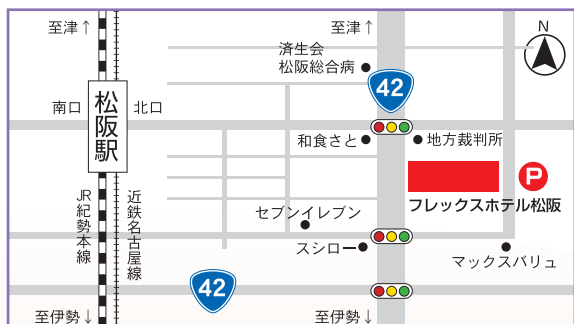 至津↑
至津↑
N
済生会
松阪総合病
42
南口
松阪駅
北口
和食さと
地方裁判所
P
フレックスホテル松阪
JR紀勢本線
近鉄名古屋線
セブンイレブン
スシロー
マックスバリュ
42
至伊勢↓
至伊勢↓